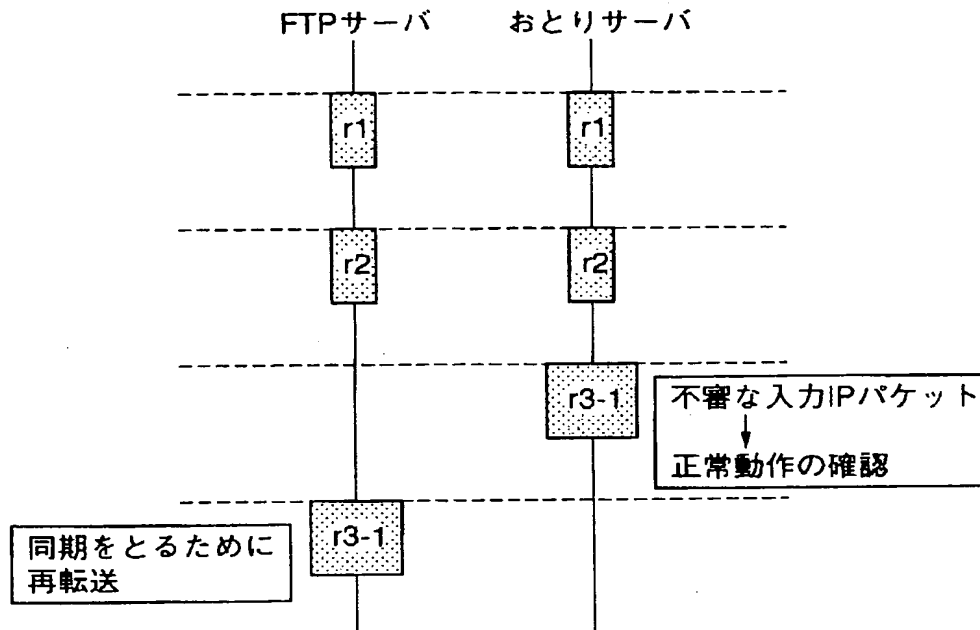 FTPサーバ
おとりサーバ
r1
r1
r2
r2
r3-1
不審な入力IPパケット
↓
正常動作の確認
r3-1
同期をとるために
再転送